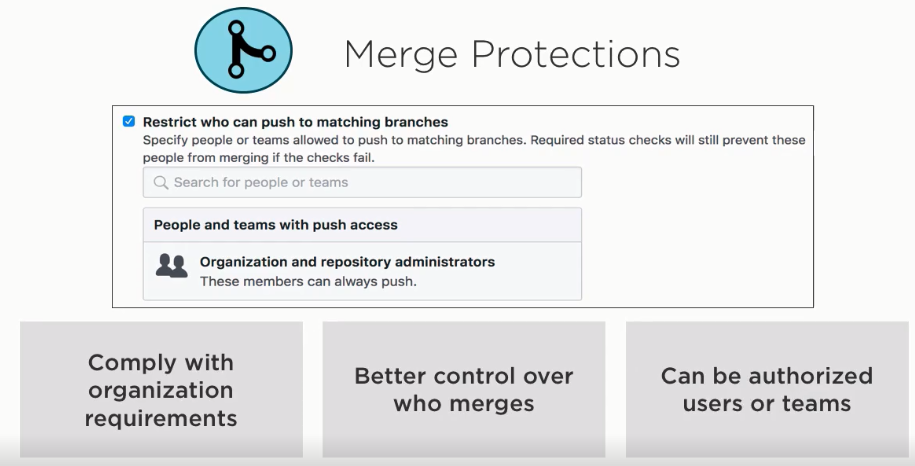 Merge Protections
Restrict who can push to matching branches
Specify people or teams allowed to push to matching branches. Required status checks will still prevent these
people from merging if the checks fail.
Search for people or teams
People and teams with push access
Organization and repository administrators
These members can always push.
Comply with
organization
requirements
Better control over
who merges
Can be authorized
users or teams